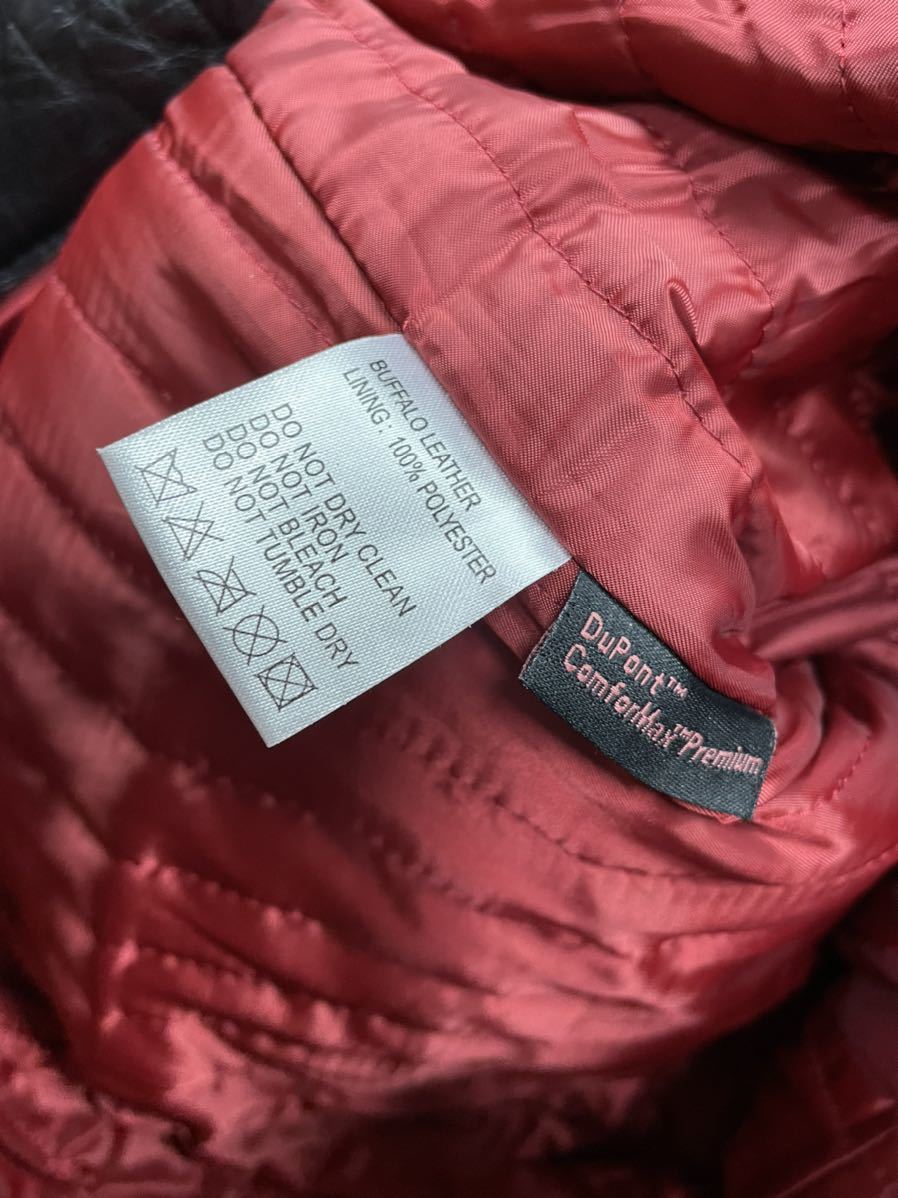 BUFFALO LEATHER
LINING : 100% POLYESTER
DO NOT DRY CLEAN
DO NOT IRON
DO NOT BLEACH
DO NOT TUMBLE DRY
DuPont™
ComforMax™Premium